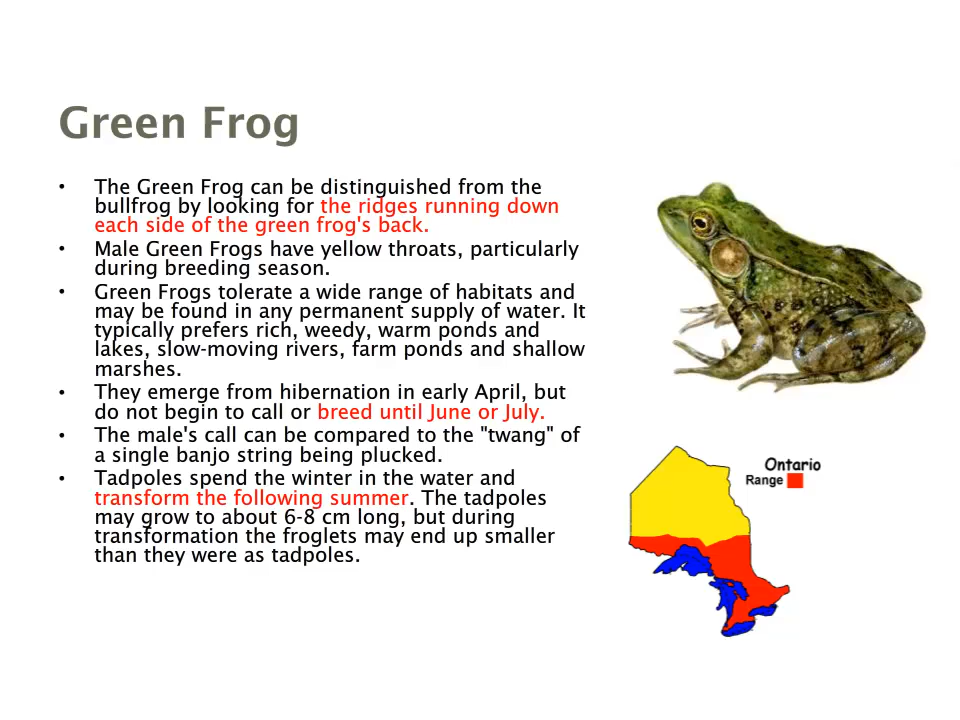 Green Frog
• The Green Frog can be distinguished from the
bullfrog by looking for the ridges running down
each side of the green frog's back.
• Male Green Frogs have yellow throats, particularly
during breeding season.
• Green Frogs tolerate a wide range of habitats and
may be found in any permanent supply of water. It
typically prefers rich, weedy, warm ponds and
lakes, slow-moving rivers, farm ponds and shallow
marshes.
• They emerge from hibernation in early April, but
do not begin to call or breed until June or July.
• The male's call can be compared to the "twang" of
a single banjo string being plucked.
• Tadpoles spend the winter in the water and
transform the following summer. The tadpoles
may grow to about 6-8 cm long, but during
transformation the froglets may end up smaller
than they were as tadpoles.
Ontario
Range